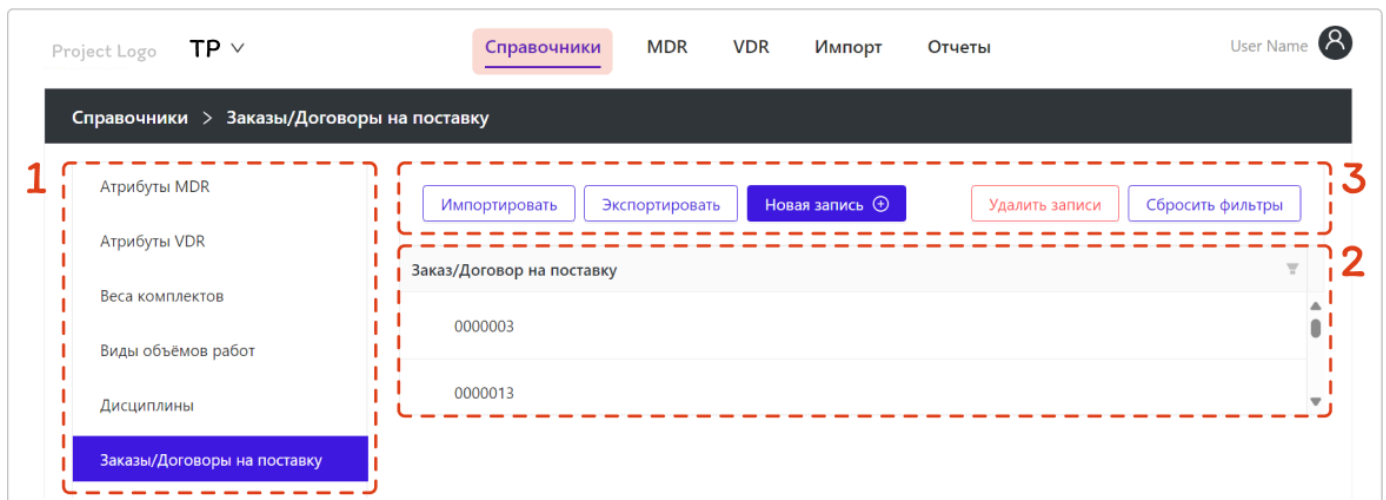 Project Logo TP Справочники MDR VDR Импорт Отчеты User Name
Справочники > Заказы/Договоры на поставку
1
Атрибуты MDR
Атрибуты VDR
Веса комплектов
Виды объёмов работ
Дисциплины
Заказы/Договоры на поставку
3
Импортировать Экспортировать Новая запись Удалить записи Сбросить фильтры
2
Заказ/Договор на поставку
0000003
0000013